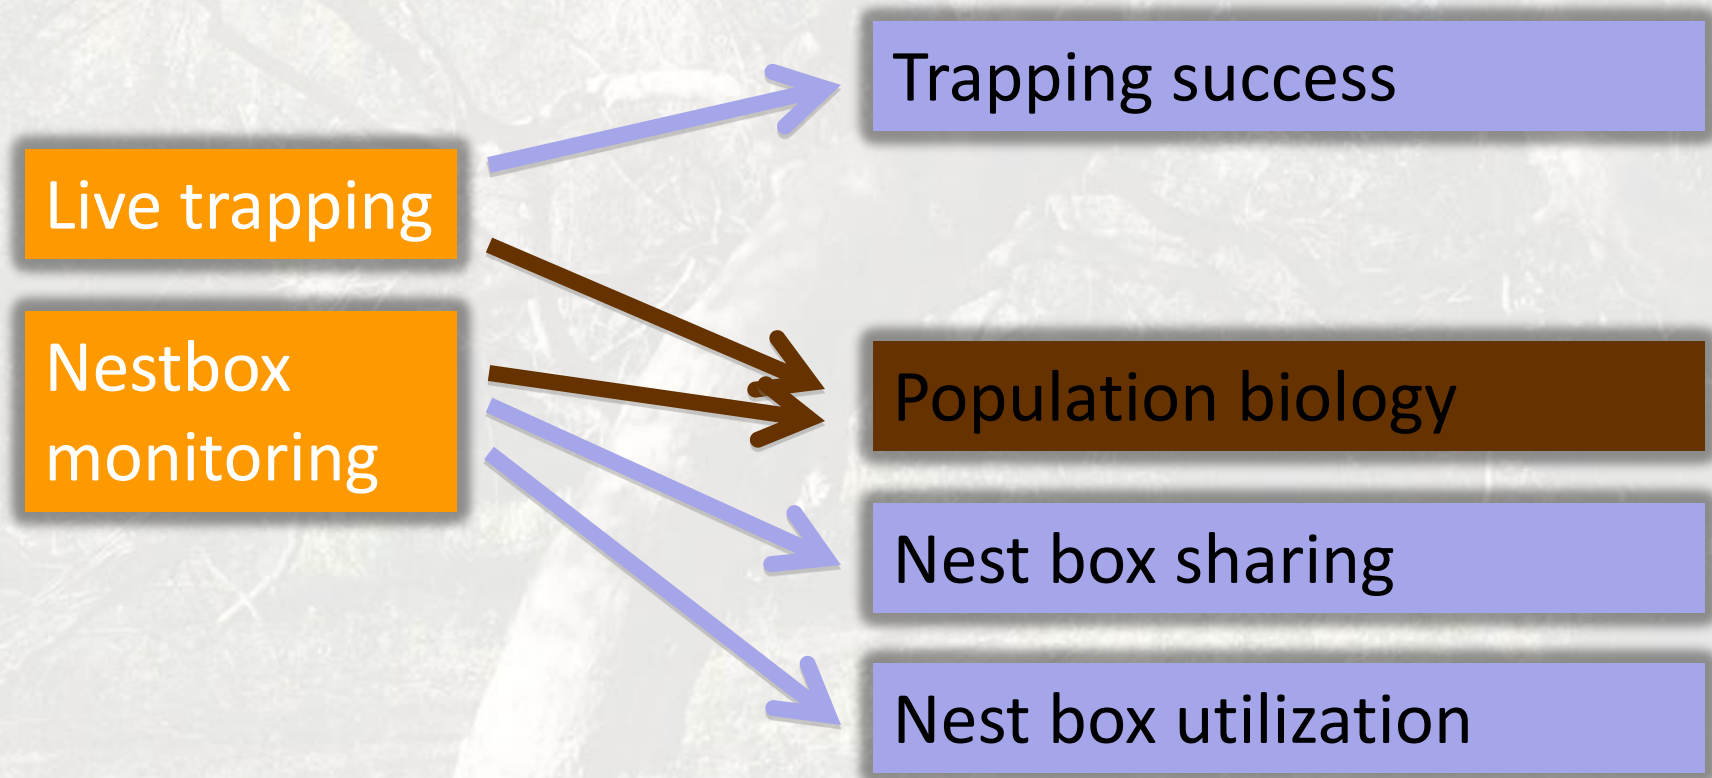 Live trapping
Nestbox
monitoring
Trapping success
Population biology
Nest box sharing
Nest box utilization